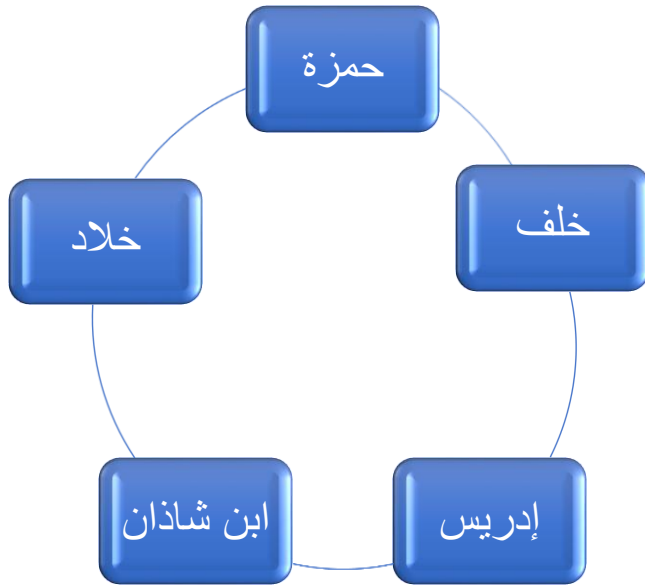 حمزة
خلف
إدريس
ابن شاذان
خلاد